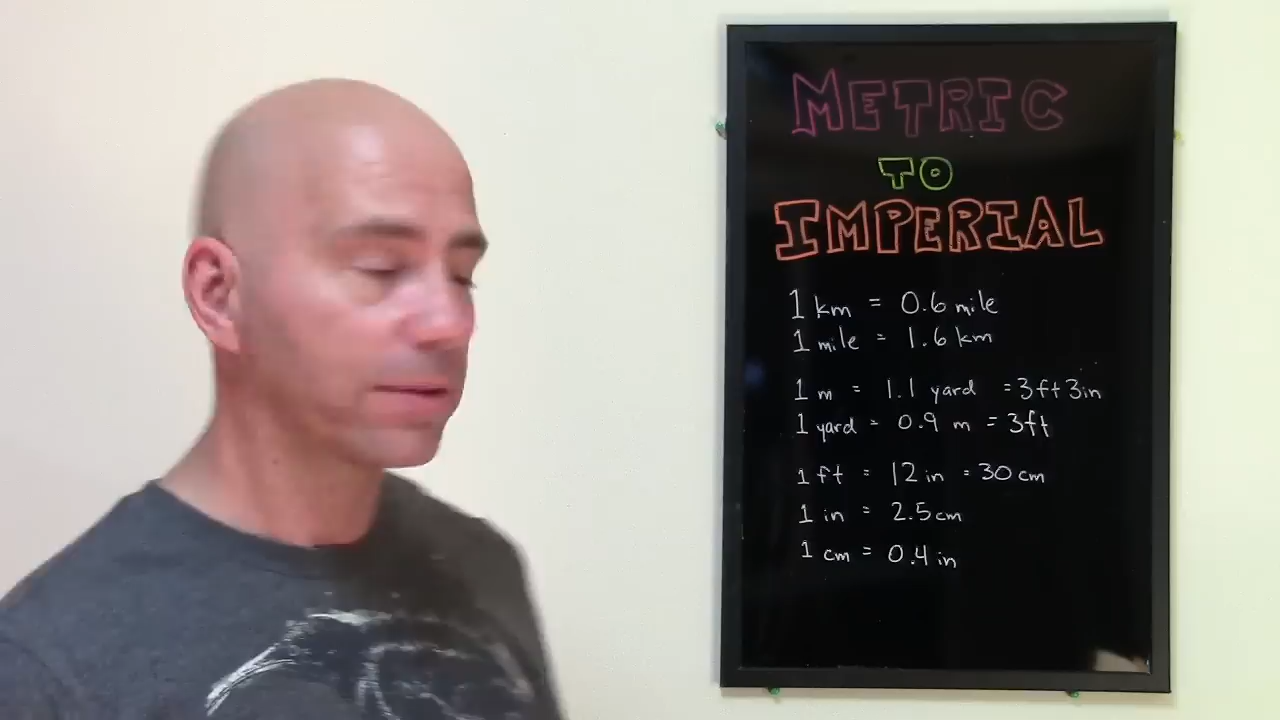 METRIC
TO
IMPERIAL
1 km = 0.6 mile
1 mile = 1.6 km
1 m = 1.1 yard = 3ft 3in
1 yard = 0.9 m = 3ft
1 ft = 12 in = 30 cm
1 in = 2.5 cm
1 cm = 0.4 in